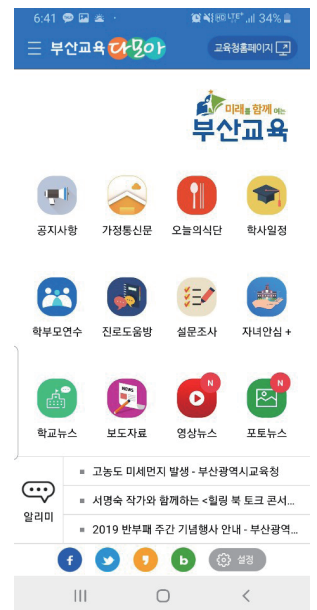 6:41 34%
부산교육 다모아 교육청홈페이지
미래를 함께 여는
부산교육
공지사항 가정통신문 오늘의식단 학사일정
학부모연수 진로도움방 설문조사 자녀안심 +
N N
학교뉴스 보도자료 영상뉴스 포토뉴스
고농도 미세먼지 발생 - 부산광역시교육청
서명숙 작가와 함께하는 <힐링 북 토크 콘서...
알리미
2019 반부패 주간 기념행사 안내 - 부산광역...
f b 설정